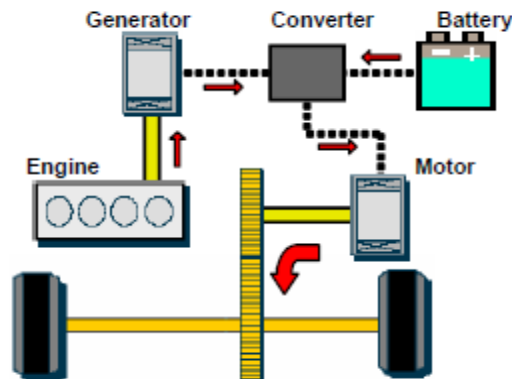 Generator
Converter
Battery
Engine
Motor